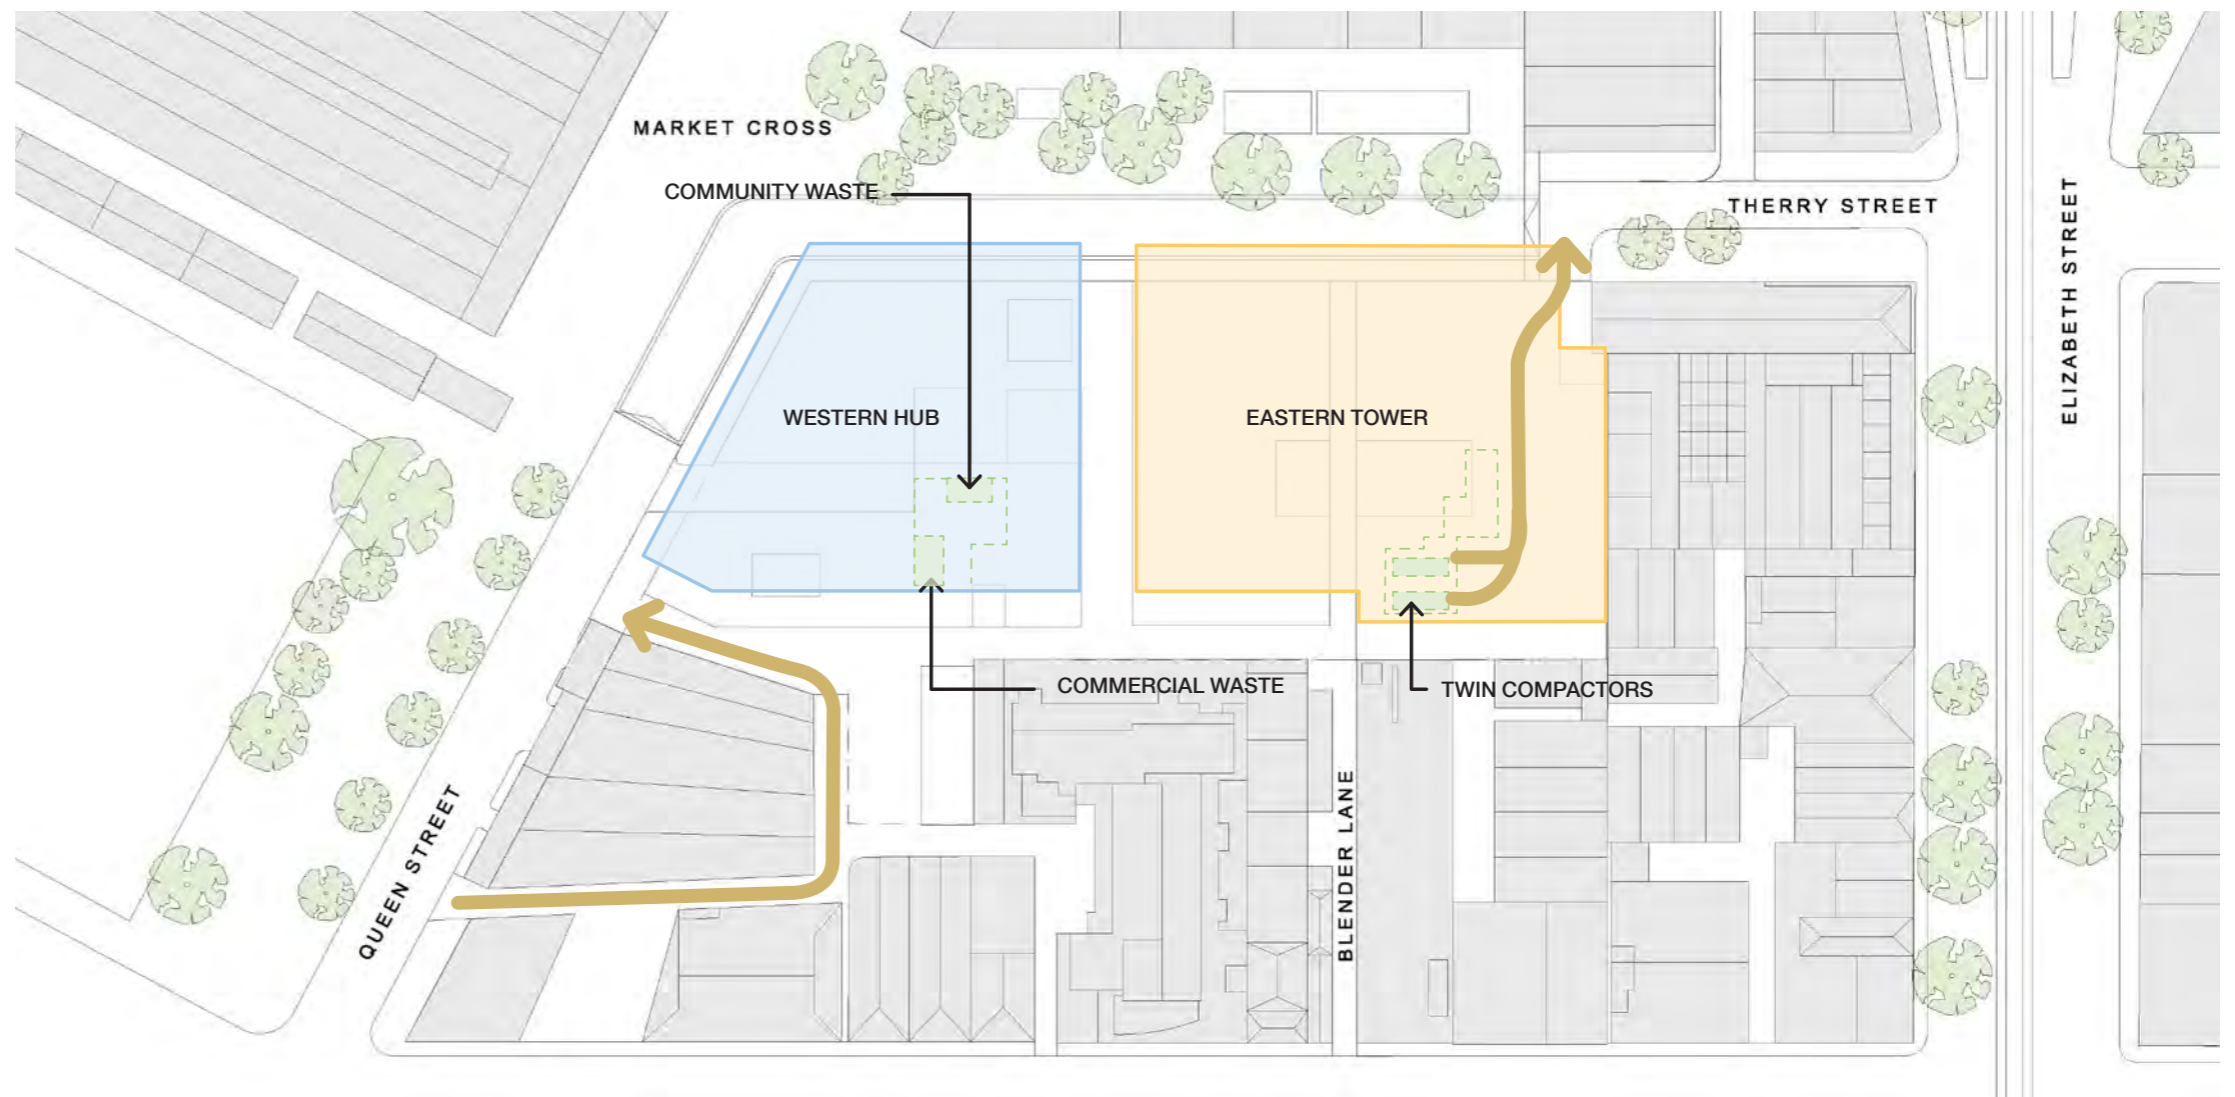 MARKET CROSS
COMMUNITY WASTE
THERRY STREET
ELIZABETH STREET
WESTERN HUB
EASTERN TOWER
COMMERCIAL WASTE
TWIN COMPACTORS
QUEEN STREET
BLENDER LANE